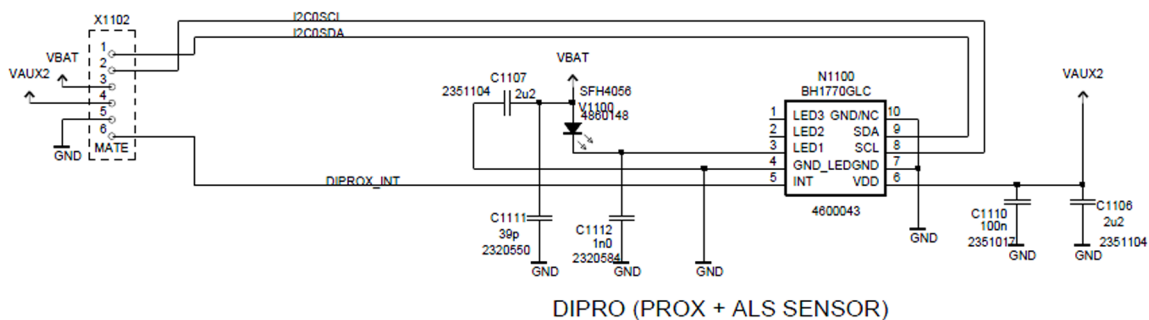 X1102
I2C0SCL
I2C0SDA
1
2
3
4
5
6
MATE
VBAT
VAUX2
GND
DIPROX_INT
C1107
2351104
2u2
VBAT
SFH4056
V1100
4860148
C1111
39p
2320550
GND
C1112
1n0
2320584
GND
GND
N1100
BH1770GLC
1 LED3 GND/NC 10
2 LED2 SDA 9
3 LED1 SCL 8
4 GND_LEDGND 7
5 INT VDD 6
4600043
GND
VAUX2
C1110
100n
2351017
GND
C1106
2u2
2351104
GND
DIPRO (PROX + ALS SENSOR)